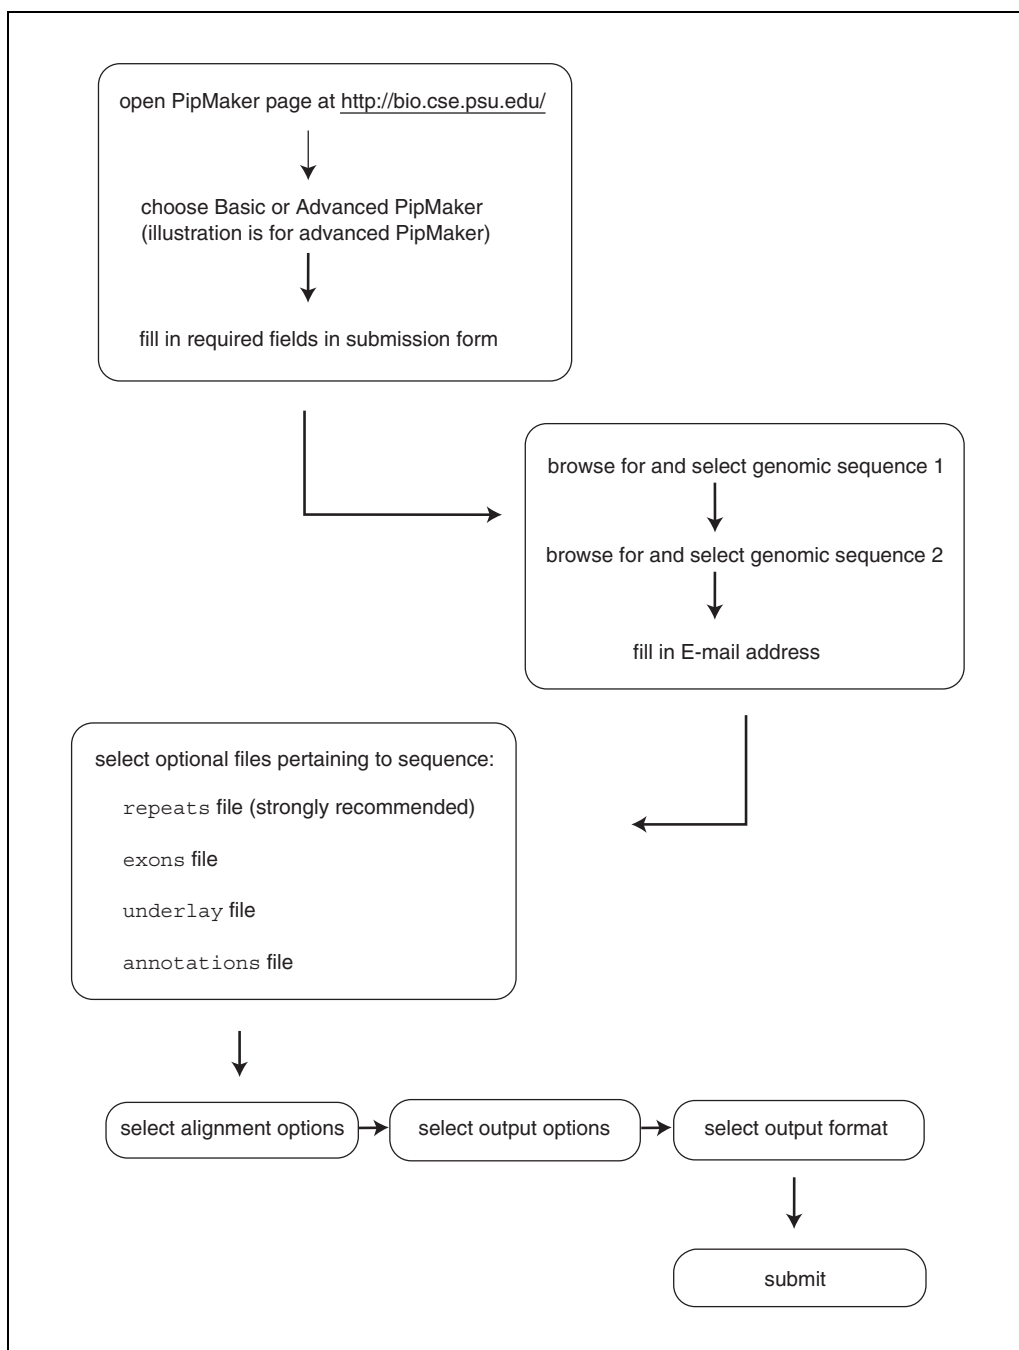 open PipMaker page at http://bio.cse.psu.edu/
choose Basic or Advanced PipMaker
(illustration is for advanced PipMaker)
fill in required fields in submission form
browse for and select genomic sequence 1
browse for and select genomic sequence 2
fill in E-mail address
select optional files pertaining to sequence:
repeats file (strongly recommended)
exons file
underlay file
annotations file
select alignment options
select output options
select output format
submit